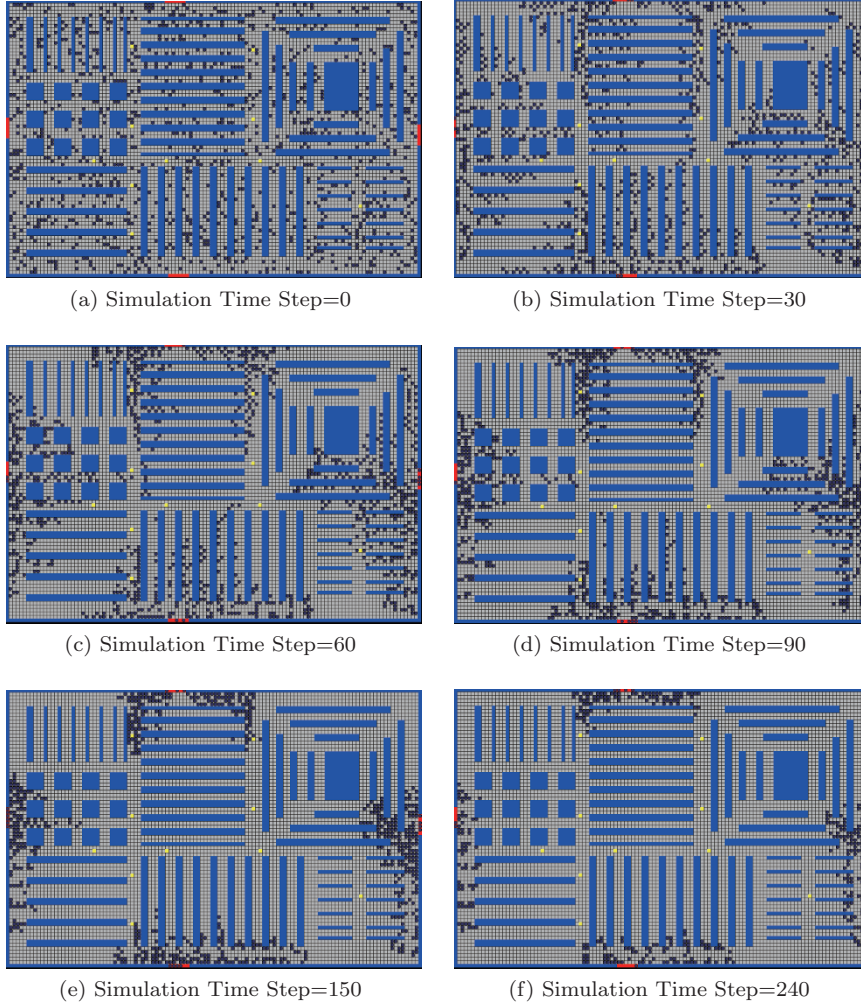 (a) Simulation Time Step=0
(b) Simulation Time Step=30
(c) Simulation Time Step=60
(d) Simulation Time Step=90
(e) Simulation Time Step=150
(f) Simulation Time Step=240